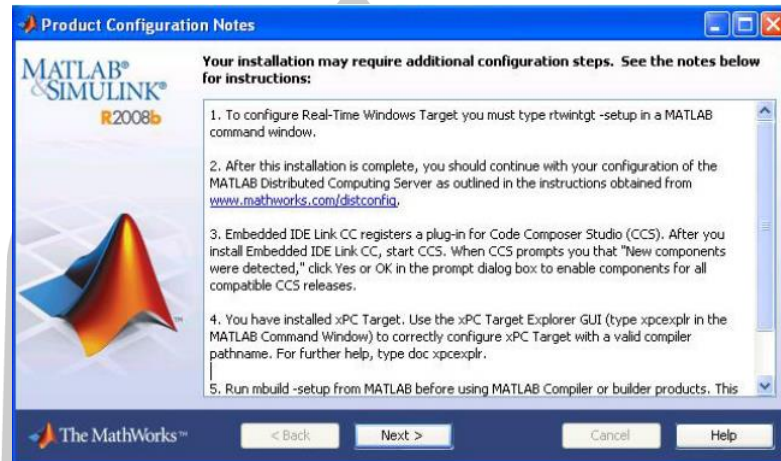 Product Configuration Notes
MATLAB®
&SIMULINK®
R2008b
Your installation may require additional configuration steps. See the notes below
for instructions:
1. To configure Real-Time Windows Target you must type rtwintgt -setup in a MATLAB
command window.
2. After this installation is complete, you should continue with your configuration of the
MATLAB Distributed Computing Server as outlined in the instructions obtained from
www.mathworks.com/distconfig.
3. Embedded IDE Link CC registers a plug-in for Code Composer Studio (CCS). After you
install Embedded IDE Link CC, start CCS. When CCS prompts you that "New components
were detected," click Yes or OK in the prompt dialog box to enable components for all
compatible CCS releases.
4. You have installed xPC Target. Use the xPC Target Explorer GUI (type xpcexplr in the
MATLAB Command Window) to correctly configure xPC Target with a valid compiler
pathname. For further help, type doc xpcexplr.
5. Run mbuild -setup from MATLAB before using MATLAB Compiler or builder products. This
The MathWorks™
< Back
Next >
Cancel
Help